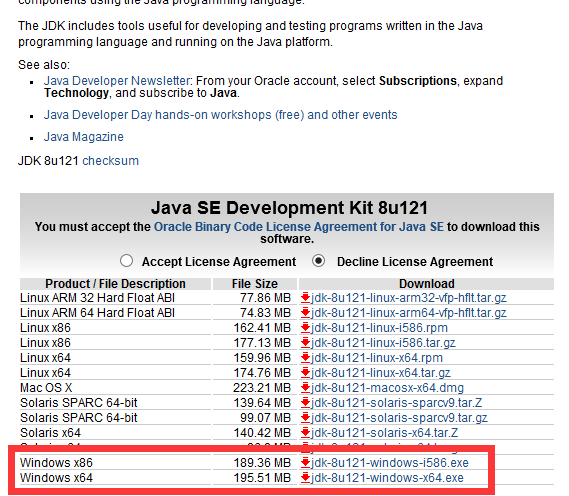 The JDK includes tools useful for developing and testing programs written in the Java
programming language and running on the Java platform.
See also:
• Java Developer Newsletter: From your Oracle account, select Subscriptions, expand
Technology, and subscribe to Java.
• Java Developer Day hands-on workshops (free) and other events
• Java Magazine
JDK 8u121 checksum
Java SE Development Kit 8u121
You must accept the Oracle Binary Code License Agreement for Java SE to download this
software.
Accept License Agreement Decline License Agreement
Product / File Description File Size Download
Linux ARM 32 Hard Float ABI 77.86 MB jdk-8u121-linux-arm32-vfp-hflt.tar.gz
Linux ARM 64 Hard Float ABI 74.83 MB jdk-8u121-linux-arm64-vfp-hflt.tar.gz
Linux x86 162.41 MB jdk-8u121-linux-i586.rpm
Linux x86 177.13 MB jdk-8u121-linux-i586.tar.gz
Linux x64 159.96 MB jdk-8u121-linux-x64.rpm
Linux x64 174.76 MB jdk-8u121-linux-x64.tar.gz
Mac OS X 223.21 MB jdk-8u121-macosx-x64.dmg
Solaris SPARC 64-bit 139.64 MB jdk-8u121-solaris-sparcv9.tar.Z
Solaris SPARC 64-bit 99.07 MB jdk-8u121-solaris-sparcv9.tar.gz
Solaris x64 140.42 MB jdk-8u121-solaris-x64.tar.Z
Windows x86 189.36 MB jdk-8u121-windows-i586.exe
Windows x64 195.51 MB jdk-8u121-windows-x64.exe